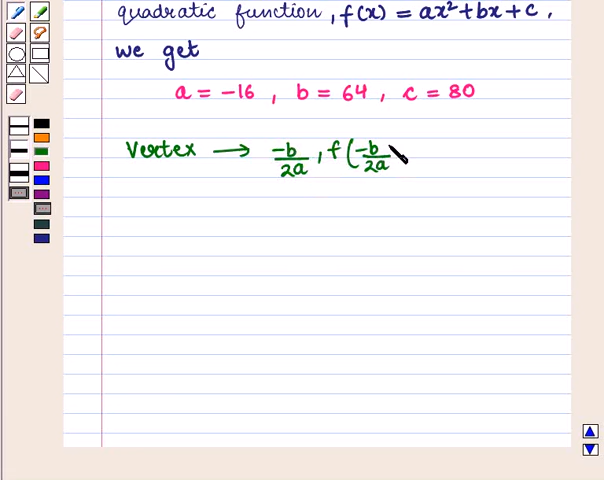 quadratic function, f(x) = ax²+bx+c,
we get
a = -16 , b = 64 , c = 80
Vertex ⟶ -b/2a , f(-b/2a